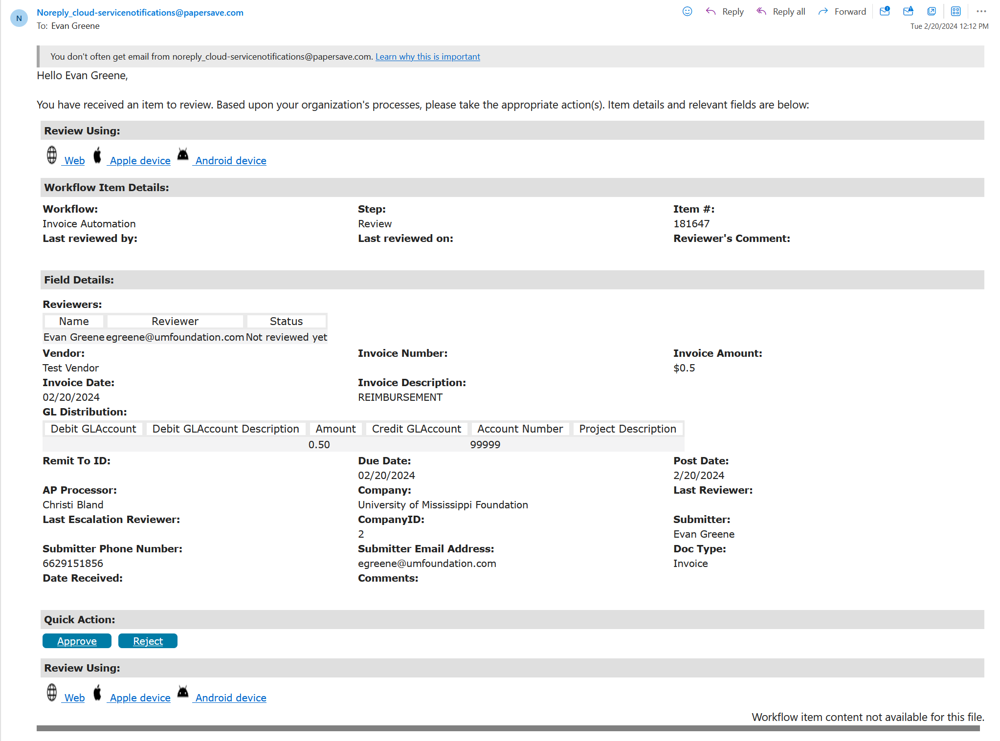 N
Noreply_cloud-servicenotifications@papersave.com
Reply Reply all Forward
To: Evan Greene
Tue 2/20/2024 12:12 PM
You don't often get email from noreply_cloud-servicenotifications@papersave.com. Learn why this is important
Hello Evan Greene,
You have received an item to review. Based upon your organization's processes, please take the appropriate action(s). Item details and relevant fields are below:
Review Using:
Web Apple device Android device
Workflow Item Details:
Workflow: Step: Item #:
Invoice Automation Review 181647
Last reviewed by: Last reviewed on: Reviewer's Comment:
Field Details:
Reviewers:
Name Reviewer Status
Evan Greene egreene@umfoundation.com Not reviewed yet
Vendor: Invoice Number: Invoice Amount:
Test Vendor $0.5
Invoice Date: Invoice Description:
02/20/2024 REIMBURSEMENT
GL Distribution:
Debit GLAccount Debit GLAccount Description Amount Credit GLAccount Account Number Project Description
0.50 99999
Remit To ID: Due Date: Post Date:
02/20/2024 2/20/2024
AP Processor: Company: Last Reviewer:
Christi Bland University of Mississippi Foundation
Last Escalation Reviewer: CompanyID: Submitter:
2 Evan Greene
Submitter Phone Number: Submitter Email Address: Doc Type:
6629151856 egreene@umfoundation.com Invoice
Date Received: Comments:
Quick Action:
Approve Reject
Review Using:
Web Apple device Android device
Workflow item content not available for this file.